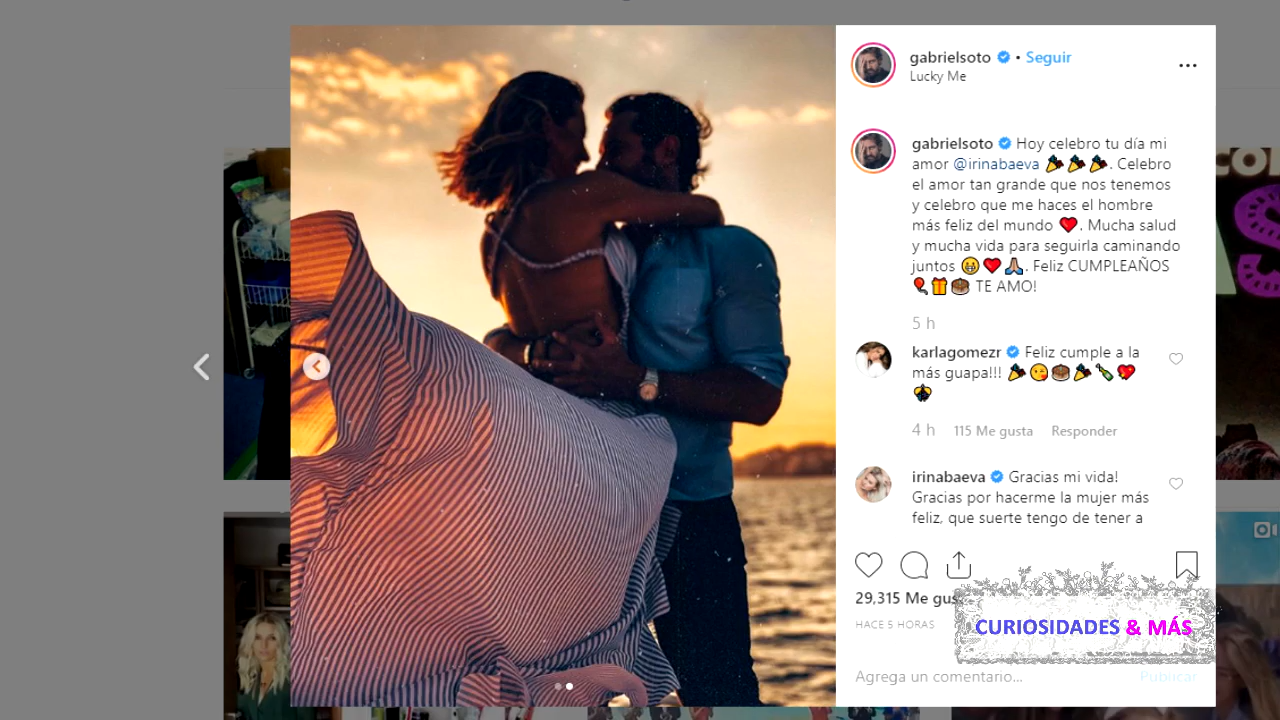 gabrielsoto • Seguir
Lucky Me
gabrielsoto Hoy celebro tu día mi
amor @irinabaeva 🎉🎉🎉. Celebro
el amor tan grande que nos tenemos
y celebro que me haces el hombre
más feliz del mundo ❤️. Mucha salud
y mucha vida para seguirla caminando
juntos 😁❤️🙏🏼. Feliz CUMPLEAÑOS
🎈🎁🎂 TE AMO!
5 h
karlagomezr Feliz cumple a la
más guapa!!! 🎉😘🎂🎉🍾💖
4 h 115 Me gusta Responder
irinabaeva Gracias mi vida!
Gracias por hacerme la mujer más
feliz, que suerte tengo de tener a
29,315 Me gus
HACE 5 HORAS
CURIOSIDADES & MÁS
Agrega un comentario...
Publicar